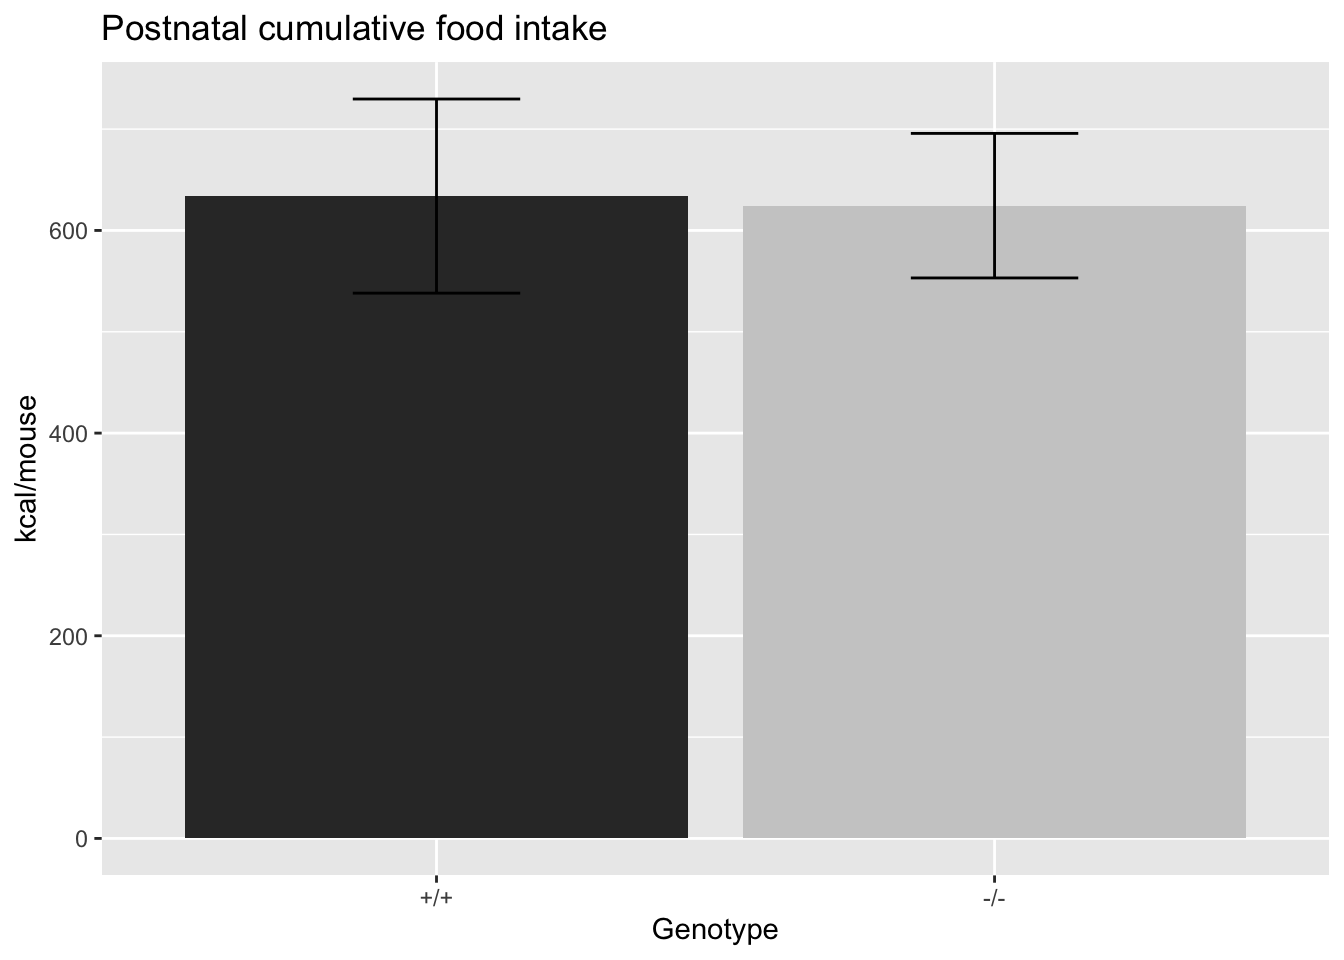 Postnatal cumulative food intake
600
400
200
0
kcal/mouse
+/+
-/-
Genotype